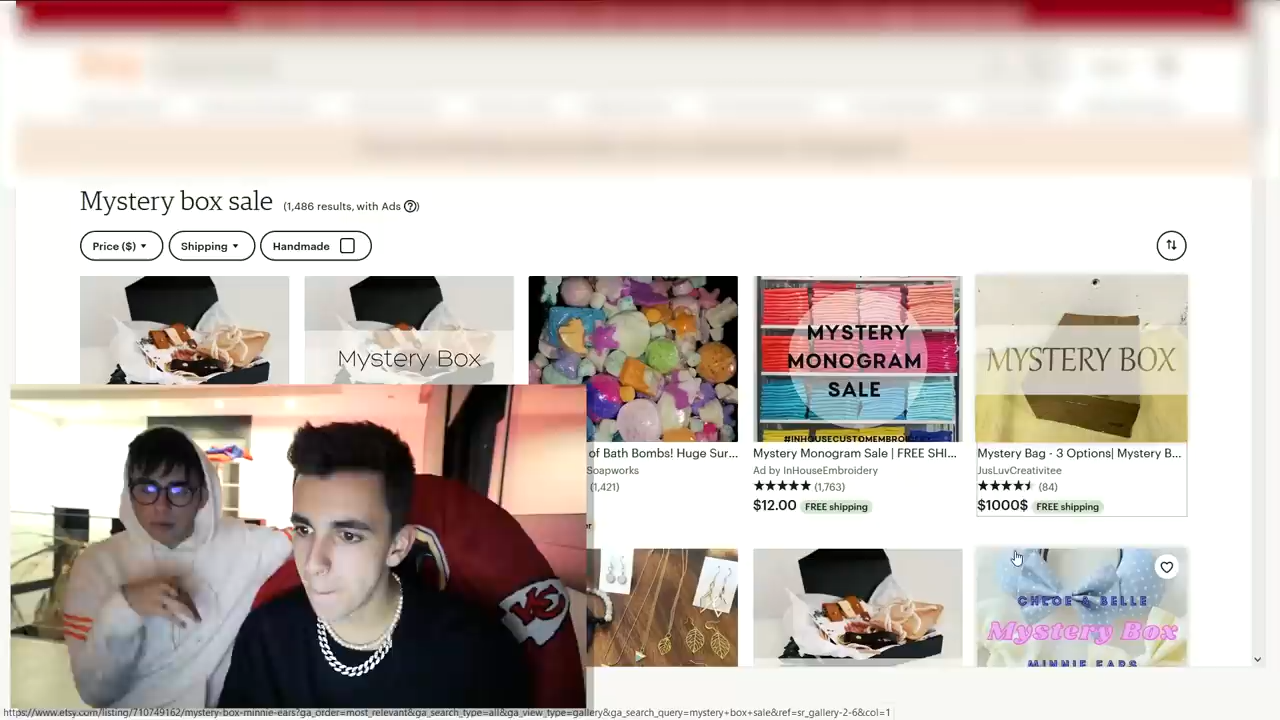 Mystery box sale (1,486 results, with Ads ?)
Price ($) Shipping Handmade
Mystery Box
MYSTERY
MONOGRAM
SALE
#INHOUSECUSTOMEMBROIDERY
MYSTERY BOX
of Bath Bombs! Huge Sur...
Soapworks
(1,421)
Mystery Monogram Sale | FREE SHI...
Ad by InHouseEmbroidery
(1,763)
$12.00 FREE shipping
Mystery Bag - 3 Options| Mystery B...
JusLuvCreativitee
(84)
$1000$ FREE shipping
CHLOE & BELLE
Mystery Box
MINNIE EARS
KC
https://www.etsy.com/listing/710749162/mystery-box-minnie-ears?ga_order=most_relevant&ga_search_type=all&ga_view_type=gallery&ga_search_query=mystery+box+sale&ref=sr_gallery-2-6&col=1